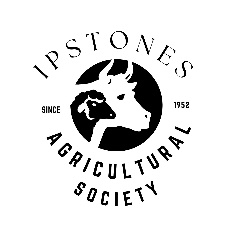 IPSTONES
SINCE 1952
AGRICULTURAL
SOCIETY